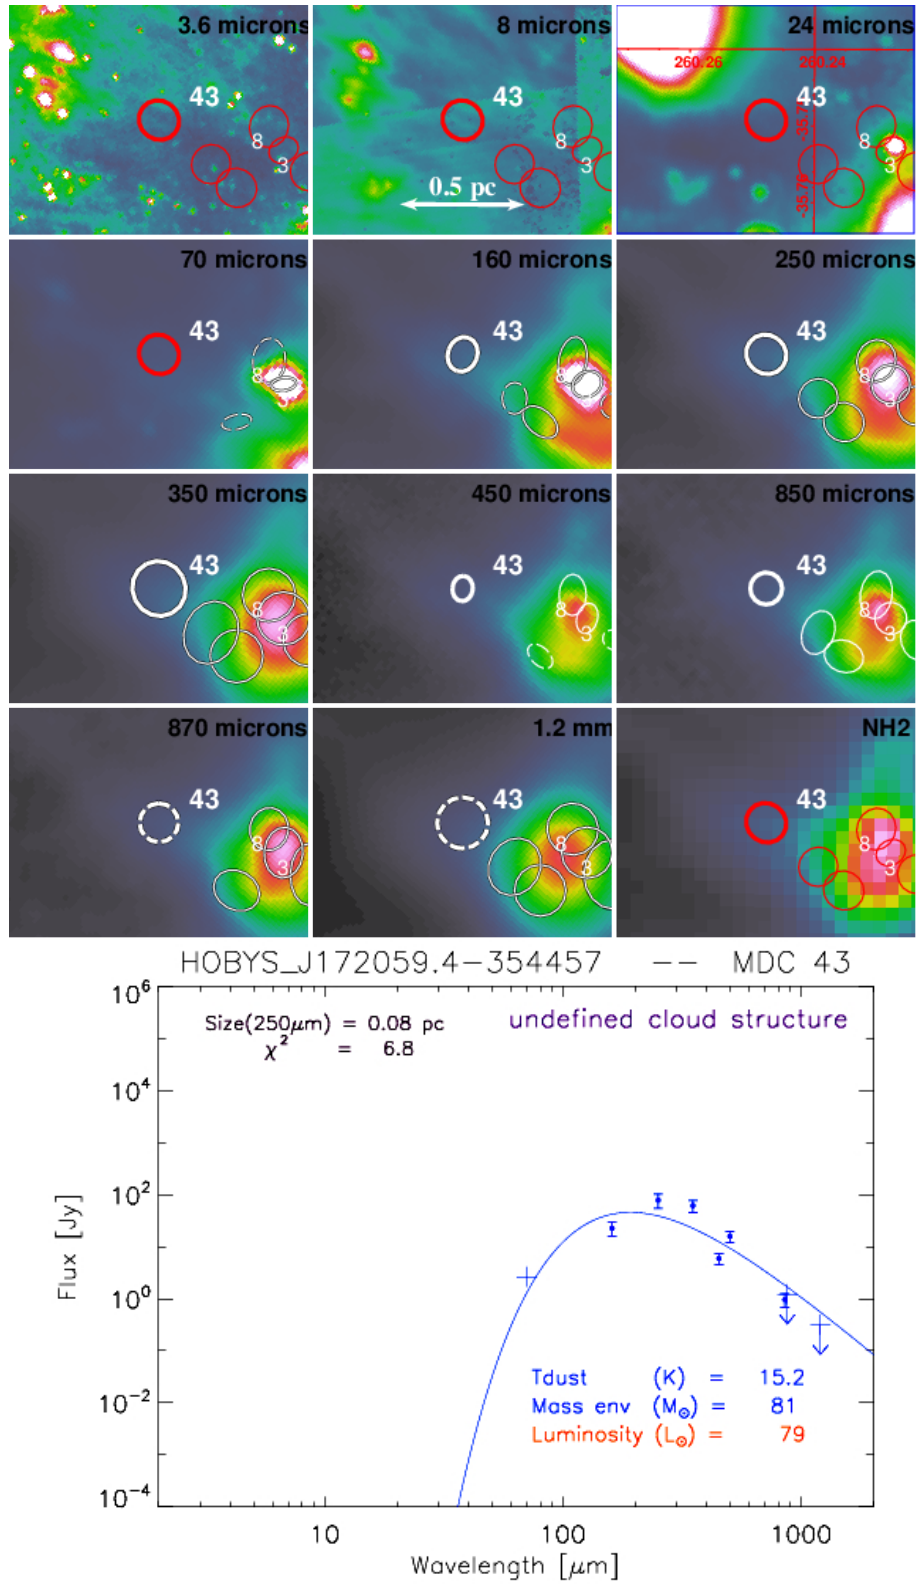 3.6 microns
43
8
3
8 microns
43
8
3
0.5 pc
24 microns
260.26
260.24
43
8
3
70 microns
43
8
160 microns
43
8
250 microns
43
8
3
350 microns
43
8
3
450 microns
43
8
3
850 microns
43
8
3
870 microns
43
8
3
1.2 mm
43
8
3
NH2
43
8
3
HOBYS_J172059.4-354457 -- MDC 43
Size(250μm) = 0.08 pc
χ² = 6.8
undefined cloud structure
10⁶
10⁴
10²
10⁰
10⁻²
10⁻⁴
Flux [Jy]
Tdust (K) = 15.2
Mass env (M☉) = 81
Luminosity (L☉) = 79
10
100
1000
Wavelength [μm]